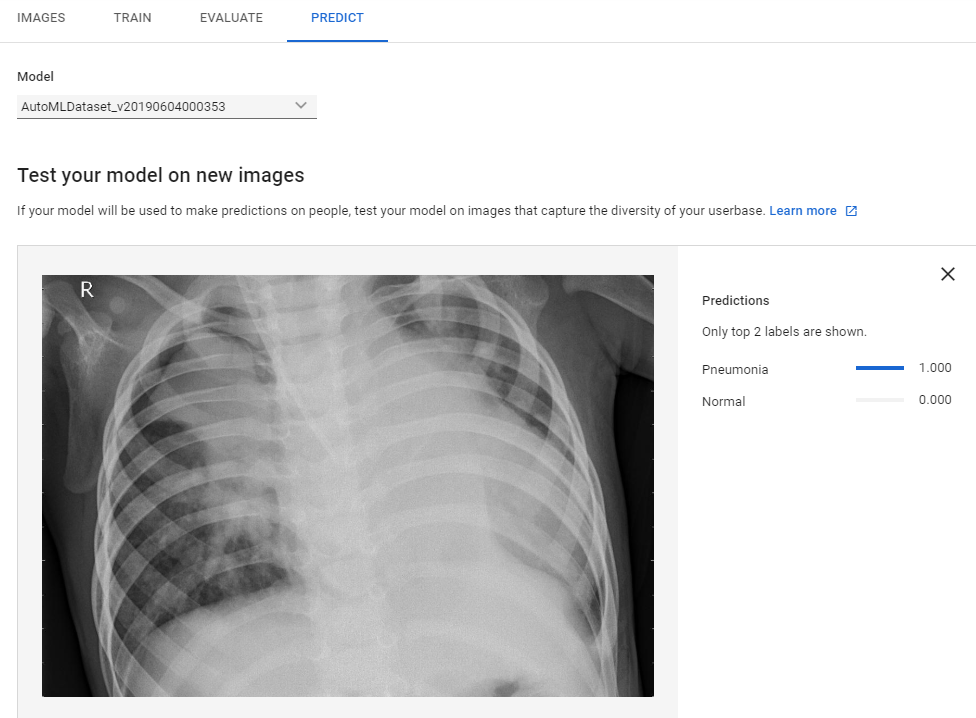 IMAGES TRAIN EVALUATE PREDICT
Model
AutoMLDataset_v20190604000353
Test your model on new images
If your model will be used to make predictions on people, test your model on images that capture the diversity of your userbase. Learn more
R
Predictions
Only top 2 labels are shown.
Pneumonia 1.000
Normal 0.000